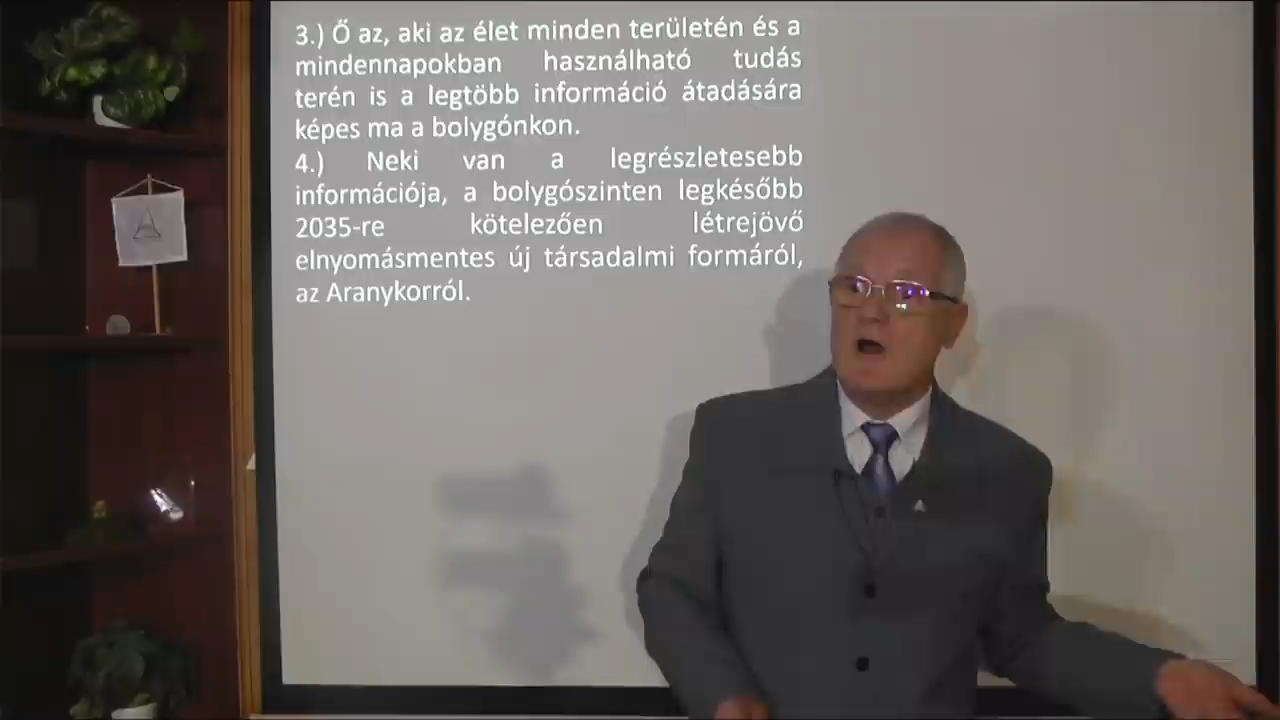 3.) Ő az, aki az élet minden területén és a
mindennapokban használható tudás
terén is a legtöbb információ átadására
képes ma a bolygónkon.
4.) Neki van a legrészletesebb
információja, a bolygószinten legkésőbb
2035-re kötelezően létrejövő
elnyomásmentes új társadalmi formáról,
az Aranykorról.